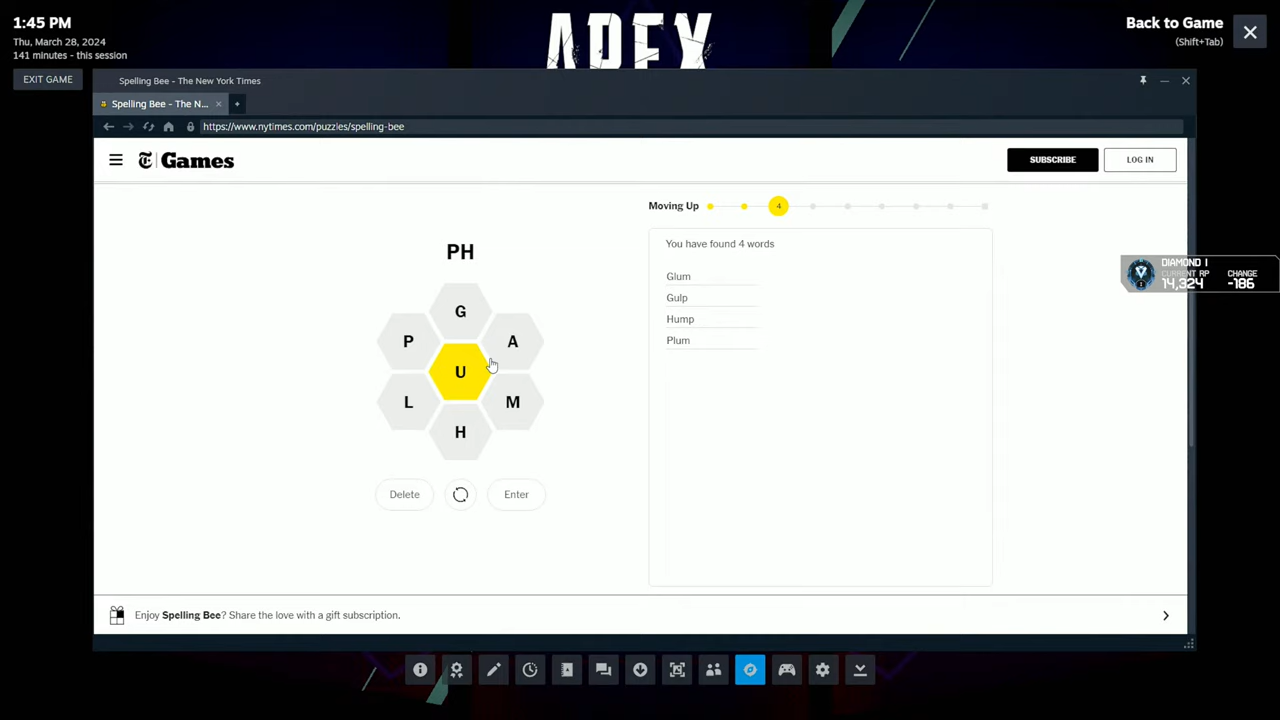 1:45 PM
Thu, March 28, 2024
141 minutes - this session
EXIT GAME
APEX
Back to Game
(Shift+Tab)
Spelling Bee - The New York Times
Spelling Bee - The N...
https://www.nytimes.com/puzzles/spelling-bee
Games
SUBSCRIBE
LOG IN
PH
G
P
A
U
L
M
H
Delete
Enter
Moving Up
4
You have found 4 words
Glum
Gulp
Hump
Plum
DIAMOND I
CURRENT RP
CHANGE
14,324
-186
Enjoy Spelling Bee? Share the love with a gift subscription.